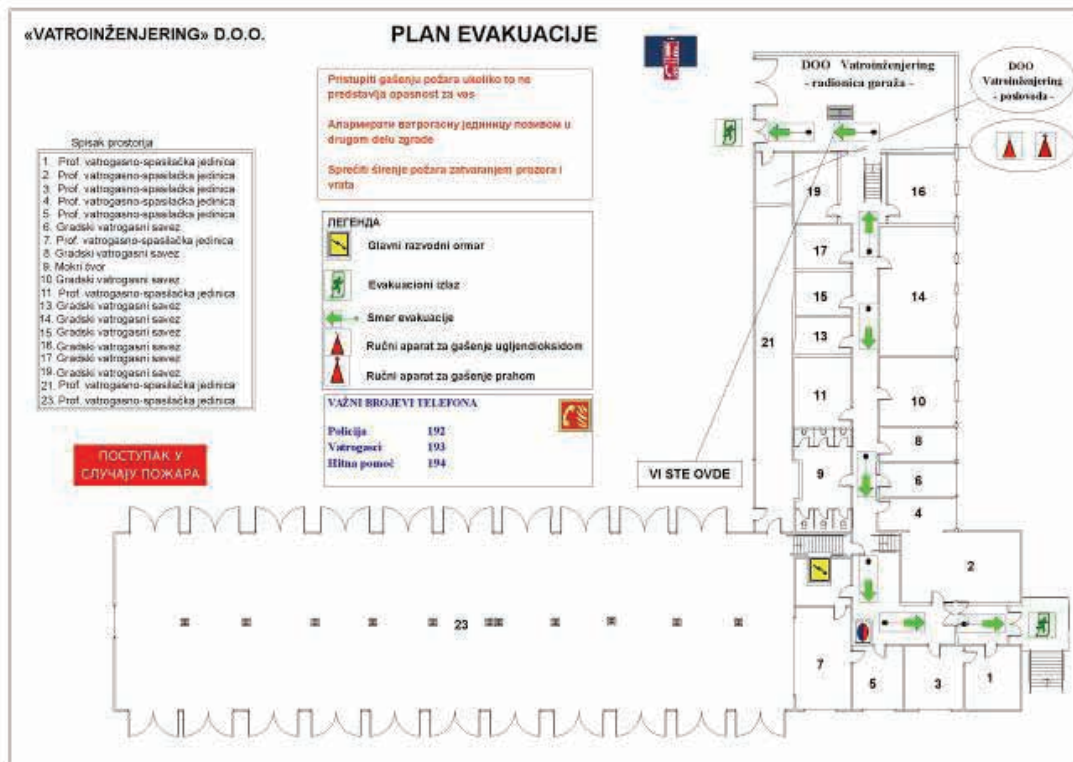 «VATROINŽENJERING» D.O.O.
PLAN EVAKUACIJE
Pristupiti gašenju požara ukoliko to ne
predstavlja opasnost za vas
Алармирати ватрогасну јединицу позивом у
другом делу зграде
Sprečiti širenje požara zatvaranjem prozora i
vrata
Spisak prostorija
1. Prof. vatrogasno-spasilačka jedinica
2. Prof. vatrogasno-spasilačka jedinica
3. Prof. vatrogasno-spasilačka jedinica
4. Prof. vatrogasno-spasilačka jedinica
5. Prof. vatrogasno-spasilačka jedinica
6. Gradski vatrogasni savez
7. Prof. vatrogasno-spasilačka jedinica
8. Gradski vatrogasni savez
9. Mokri čvor
10. Gradski vatrogasni savez
11. Prof. vatrogasno-spasilačka jedinica
13. Gradski vatrogasni savez
14. Gradski vatrogasni savez
15. Gradski vatrogasni savez
16. Gradski vatrogasni savez
17. Gradski vatrogasni savez
19. Gradski vatrogasni savez
21. Prof. vatrogasno-spasilačka jedinica
23. Prof. vatrogasno-spasilačka jedinica
ПОСТУПАК У
СЛУЧАЈУ ПОЖАРА
ЛЕГЕНДА
Glavni razvodni ormar
Evakuacioni izlaz
Smer evakuacije
Ručni aparat za gašenje ugljendioksidom
Ručni aparat za gašenje prahom
VAŽNI BROJEVI TELEFONA
Policija 192
Vatrogasci 193
Hitna pomoć 194
VI STE OVDE
DOO Vatroinženjering
- radionica garaža -
DOO
Vatroinženjering
- poslovođa -
19
16
17
15
14
13
21
11
10
8
9
6
4
2
23
7
5
3
1